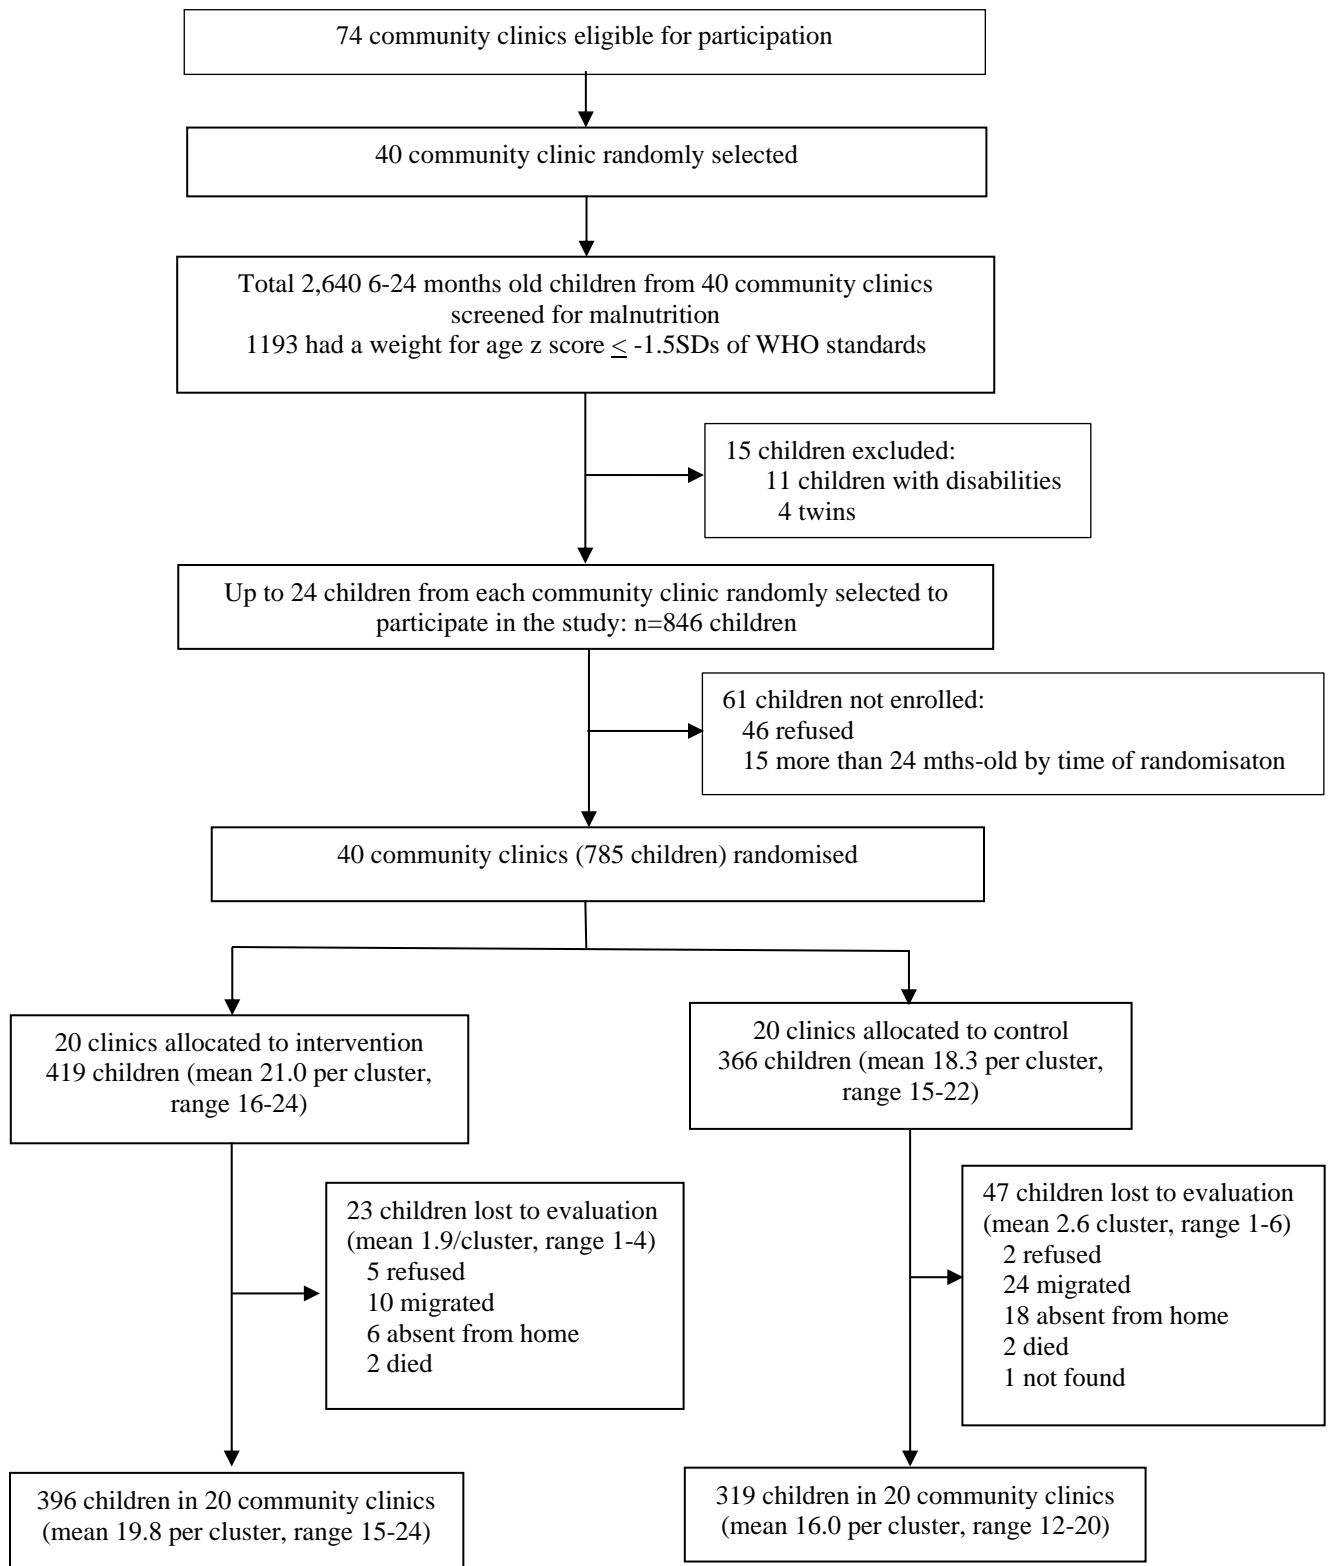 74 community clinics eligible for participation
40 community clinic randomly selected
Total 2,640 6-24 months old children from 40 community clinics
screened for malnutrition
1193 had a weight for age z score ≤ -1.5SDs of WHO standards
15 children excluded:
11 children with disabilities
4 twins
Up to 24 children from each community clinic randomly selected to
participate in the study: n=846 children
61 children not enrolled:
46 refused
15 more than 24 mths-old by time of randomisaton
40 community clinics (785 children) randomised
20 clinics allocated to intervention
419 children (mean 21.0 per cluster,
range 16-24)
20 clinics allocated to control
366 children (mean 18.3 per cluster,
range 15-22)
23 children lost to evaluation
(mean 1.9/cluster, range 1-4)
5 refused
10 migrated
6 absent from home
2 died
47 children lost to evaluation
(mean 2.6 cluster, range 1-6)
2 refused
24 migrated
18 absent from home
2 died
1 not found
396 children in 20 community clinics
(mean 19.8 per cluster, range 15-24)
319 children in 20 community clinics
(mean 16.0 per cluster, range 12-20)